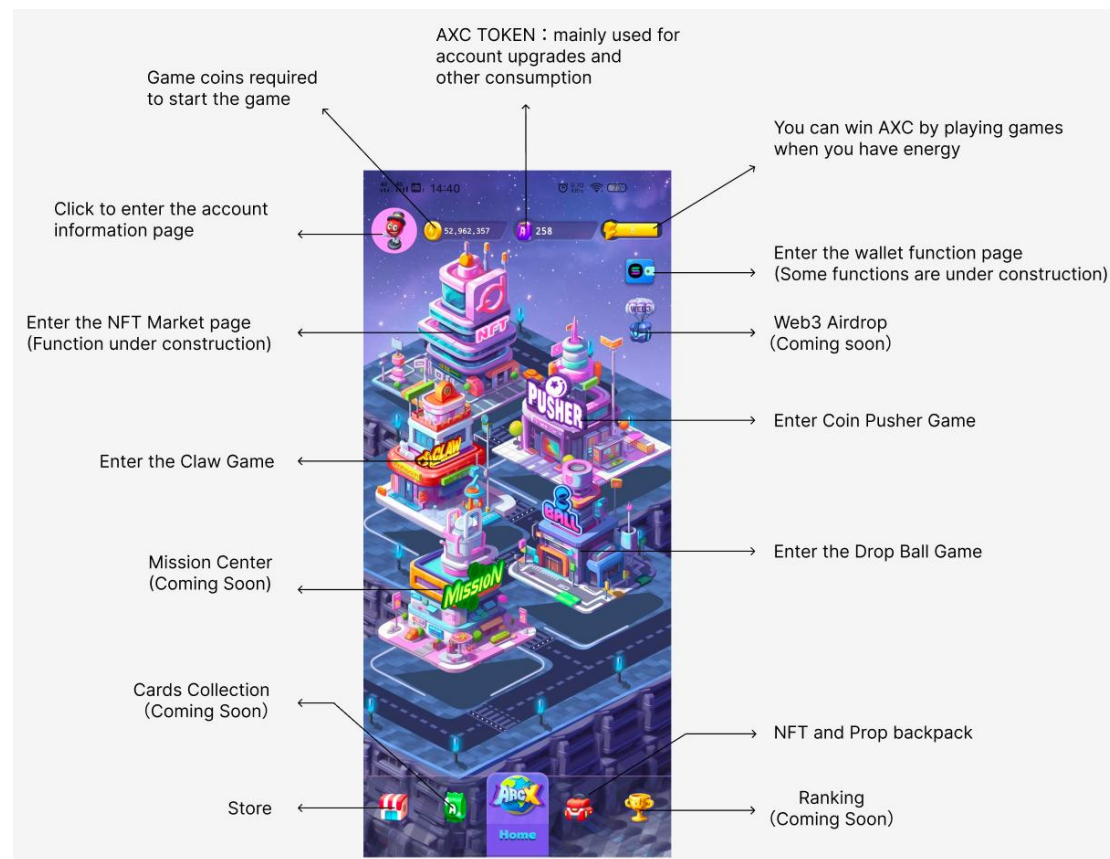 AXC TOKEN：mainly used for
account upgrades and
other consumption
Game coins required
to start the game
You can win AXC by playing games
when you have energy
14:40
Click to enter the account
information page
52,962,357
258
Enter the wallet function page
(Some functions are under construction)
Enter the NFT Market page
(Function under construction)
NFT
WEB3
Web3 Airdrop
（Coming soon）
PUSHER
Enter Coin Pusher Game
CLAW
Enter the Claw Game
BALL
Enter the Drop Ball Game
Mission Center
(Coming Soon)
MISSION
Cards Collection
（Coming Soon）
NFT and Prop backpack
Store
ARCX
Home
Ranking
(Coming Soon）